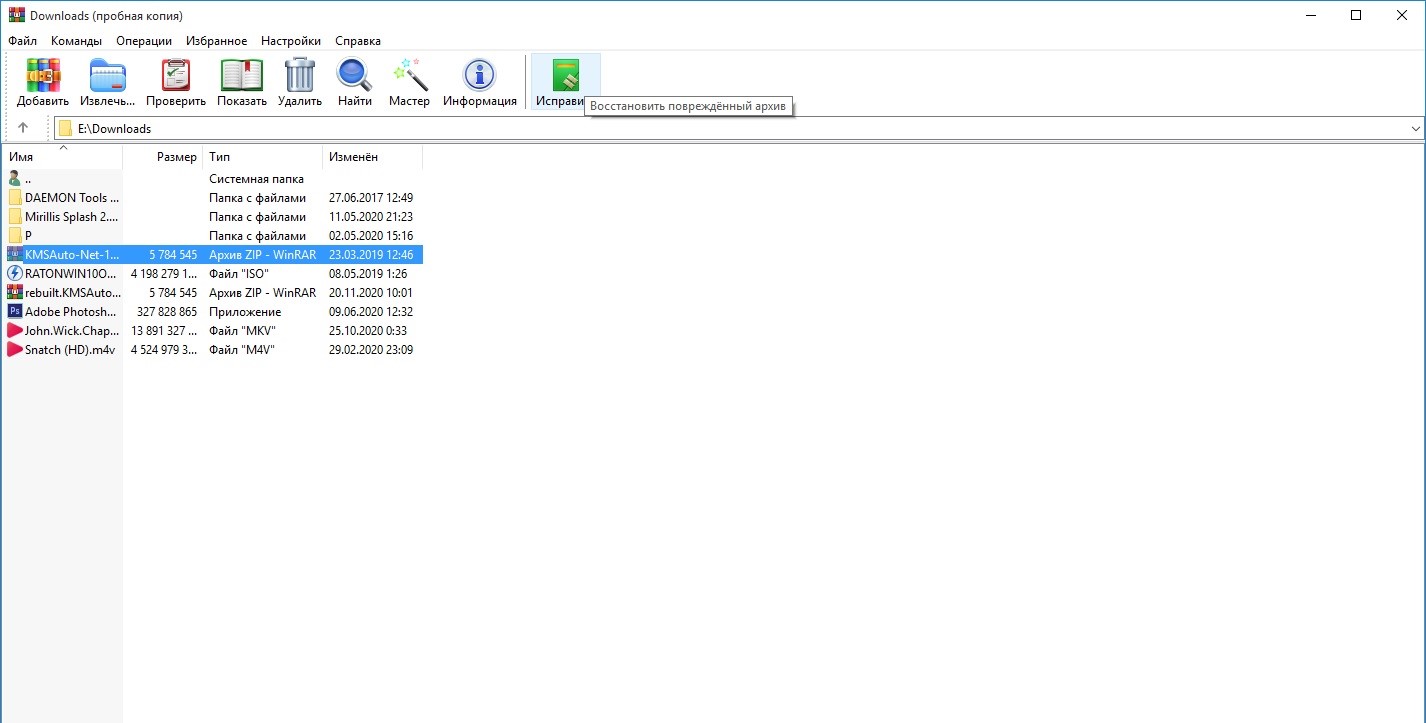 Downloads (пробная копия)
Файл Команды Операции Избранное Настройки Справка
Добавить Извлечь... Проверить Показать Удалить Найти Мастер Информация Исправи
Восстановить повреждённый архив
E:\Downloads
Имя Размер Тип Изменён
.. Системная папка
DAEMON Tools ... Папка с файлами 27.06.2017 12:49
Mirillis Splash 2.... Папка с файлами 11.05.2020 21:23
P Папка с файлами 02.05.2020 15:16
KMSAuto-Net-1... 5 784 545 Архив ZIP - WinRAR 23.03.2019 12:46
RATONWIN10O... 4 198 279 1... Файл "ISO" 08.05.2019 1:26
rebuilt.KMSAuto... 5 784 545 Архив ZIP - WinRAR 20.11.2020 10:01
Ps Adobe Photosh... 327 828 865 Приложение 09.06.2020 12:32
John.Wick.Chap... 13 891 327 ... Файл "MKV" 25.10.2020 0:33
Snatch (HD).m4v 4 524 979 3... Файл "M4V" 29.02.2020 23:09